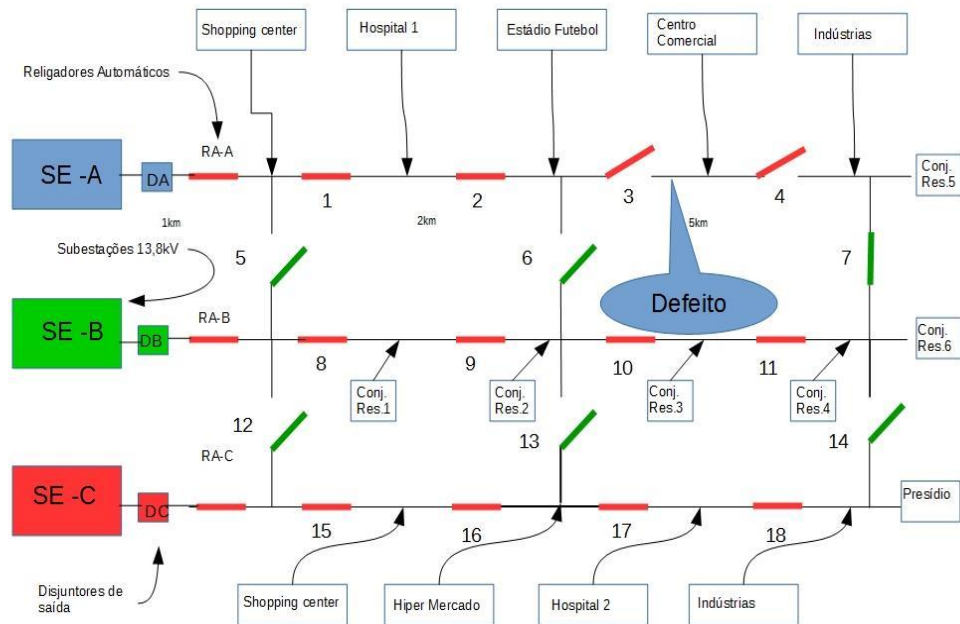 Shopping center
Hospital 1
Estádio Futebol
Centro
Comercial
Indústrias
Religadores Automáticos
RA-A
SE -A
DA
1
2
3
4
Conj.
Res.5
1km
2km
5km
Subestações 13,8kV
5
6
7
Defeito
SE -B
DB
RA-B
8
9
10
11
Conj.
Res.6
Conj.
Res.1
Conj.
Res.2
Conj.
Res.3
Conj.
Res.4
12
13
14
RA-C
SE -C
DC
15
16
17
18
Presídio
Disjuntores de
saída
Shopping center
Hiper Mercado
Hospital 2
Indústrias